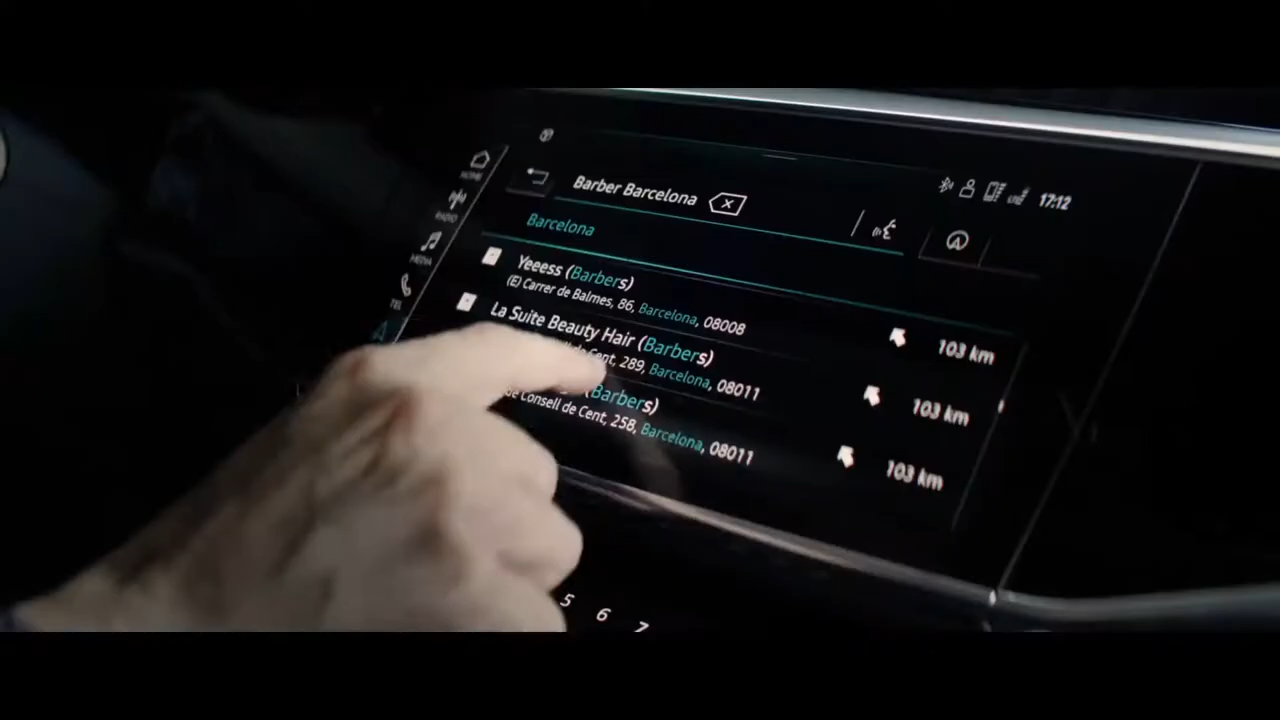 HOME
RADIO
MEDIA
TEL
Barber Barcelona
LTE 17:12
Barcelona
Yeeess (Barbers)
(E) Carrer de Balmes, 86, Barcelona, 08008
103 km
La Suite Beauty Hair (Barbers)
Cent, 289, Barcelona, 08011
103 km
(Barbers)
de Consell de Cent, 258, Barcelona, 08011
103 km
5 6 7